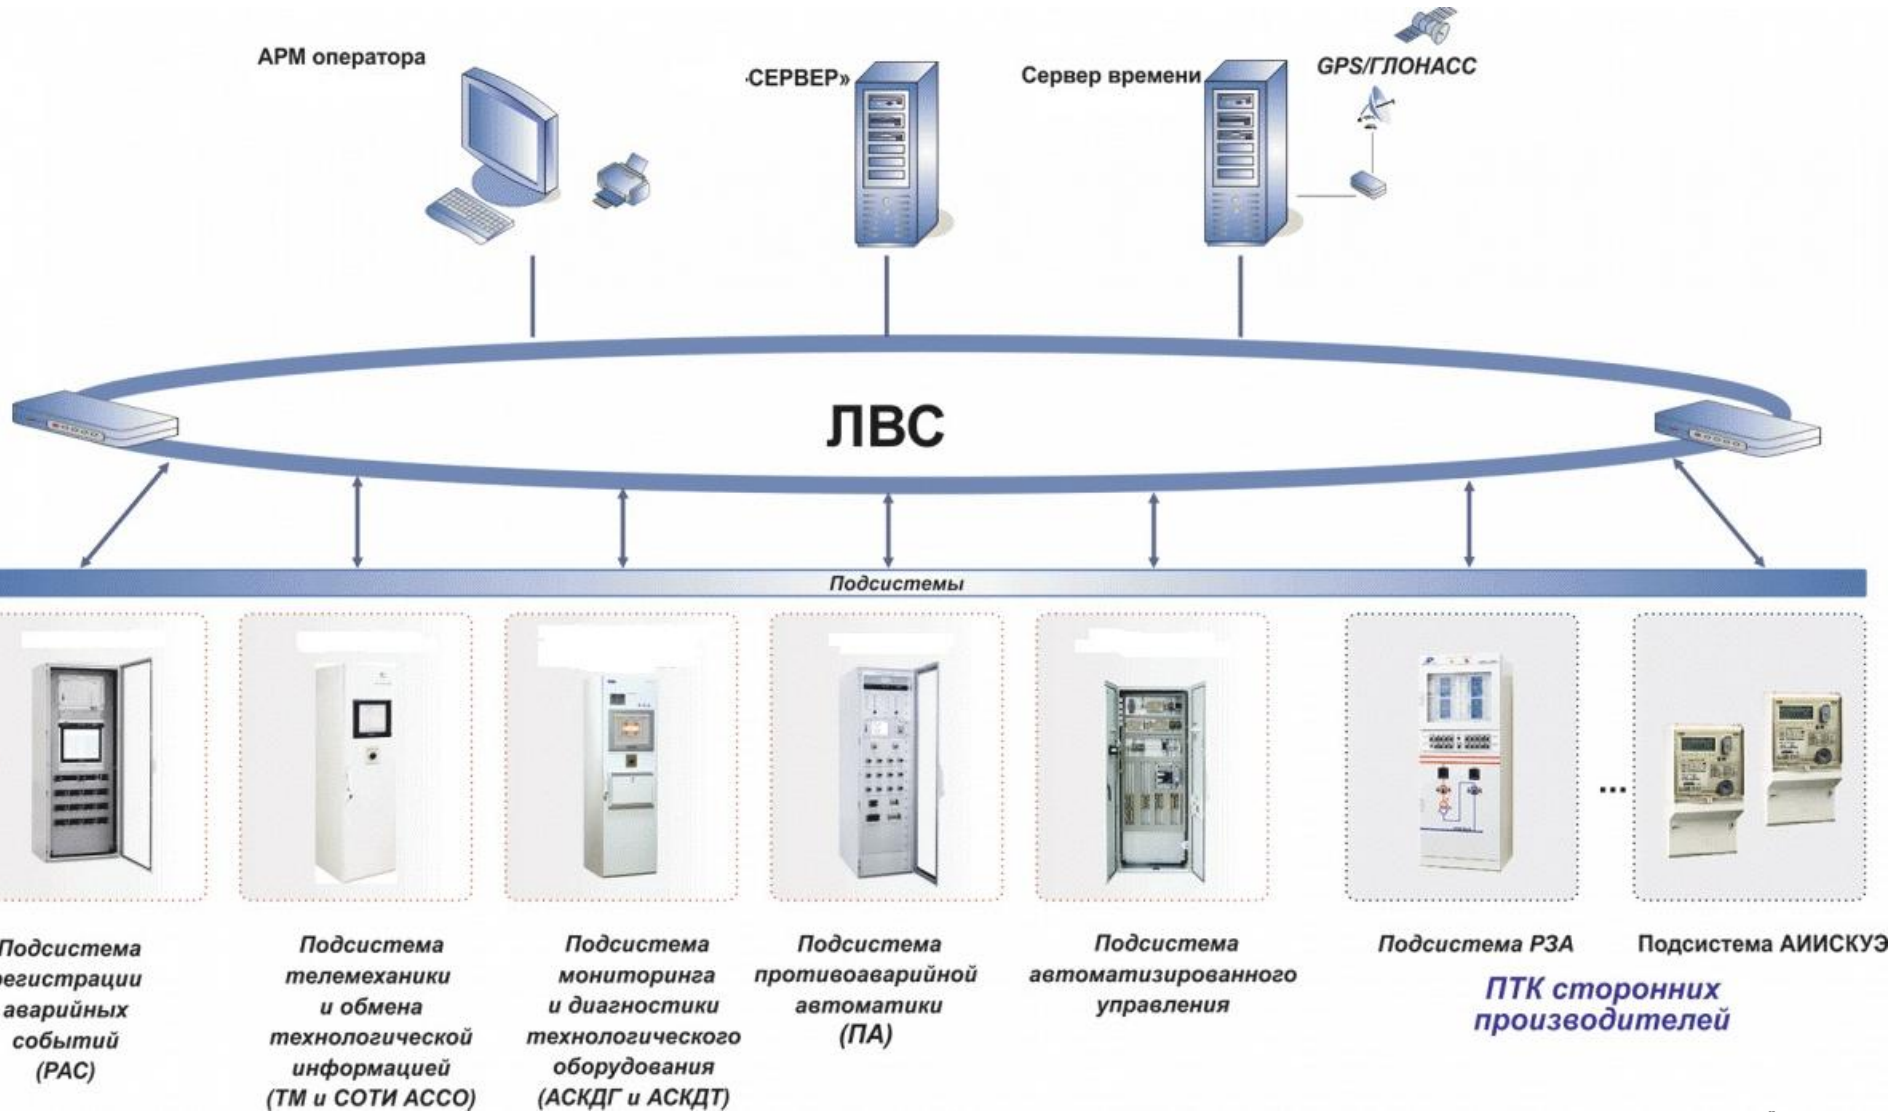 АРМ оператора
СЕРВЕР»
Сервер времени
GPS/ГЛОНАСС
ЛВС
Подсистемы
Подсистема
регистрации
аварийных
событий
(РАС)
Подсистема
телемеханики
и обмена
технологической
информацией
(ТМ и СОТИ АССО)
Подсистема
мониторинга
и диагностики
технологического
оборудования
(АСКДГ и АСКДТ)
Подсистема
противоаварийной
автоматики
(ПА)
Подсистема
автоматизированного
управления
Подсистема РЗА
...
Подсистема АИИСКУЭ
ПТК сторонних
производителей